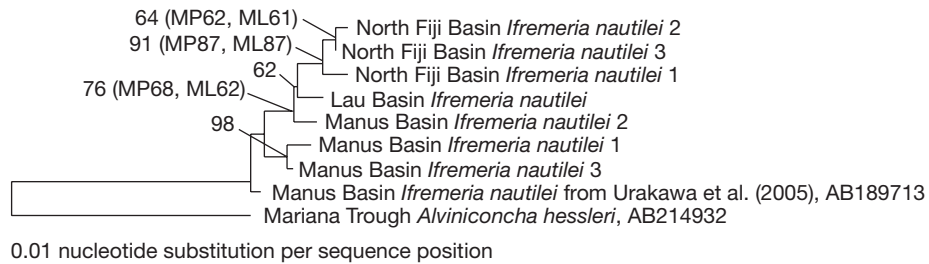 64 (MP62, ML61)
North Fiji Basin Ifremeria nautilei 2
91 (MP87, ML87)
North Fiji Basin Ifremeria nautilei 3
62
North Fiji Basin Ifremeria nautilei 1
76 (MP68, ML62)
Lau Basin Ifremeria nautilei
Manus Basin Ifremeria nautilei 2
98
Manus Basin Ifremeria nautilei 1
Manus Basin Ifremeria nautilei 3
Manus Basin Ifremeria nautilei from Urakawa et al. (2005), AB189713
Mariana Trough Alviniconcha hessleri, AB214932
0.01 nucleotide substitution per sequence position